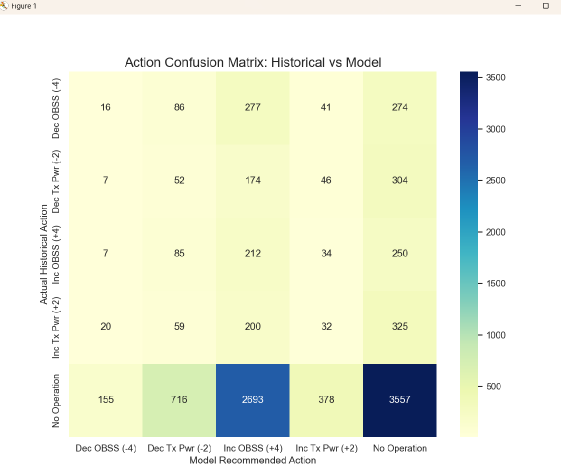 Figure 1
Action Confusion Matrix: Historical vs Model
Actual Historical Action
Dec OBSS (-4)
16 86 277 41 274
Dec Tx Pwr (-2)
7 52 174 46 304
Inc OBSS (+4)
7 85 212 34 250
Inc Tx Pwr (+2)
20 59 200 32 325
No Operation
155 716 2693 378 3557
Dec OBSS (-4) Dec Tx Pwr (-2) Inc OBSS (+4) Inc Tx Pwr (+2) No Operation
Model Recommended Action
3500
3000
2500
2000
1500
1000
500